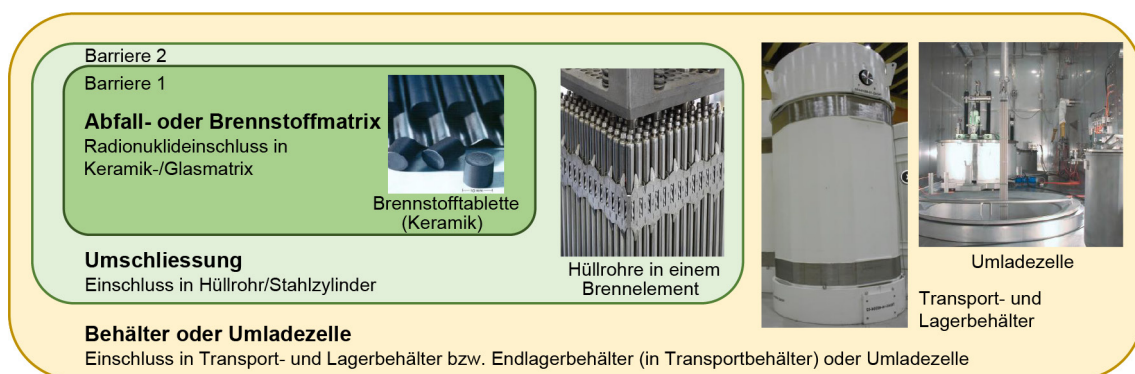 Barriere 2
Barriere 1
Abfall- oder Brennstoffmatrix
Radionuklideinschluss in
Keramik-/Glasmatrix
Brennstofftablette
(Keramik)
Umschliessung
Einschluss in Hüllrohr/Stahlzylinder
Hüllrohre in einem
Brennelement
Umladezelle
Transport- und
Lagerbehälter
Behälter oder Umladezelle
Einschluss in Transport- und Lagerbehälter bzw. Endlagerbehälter (in Transportbehälter) oder Umladezelle